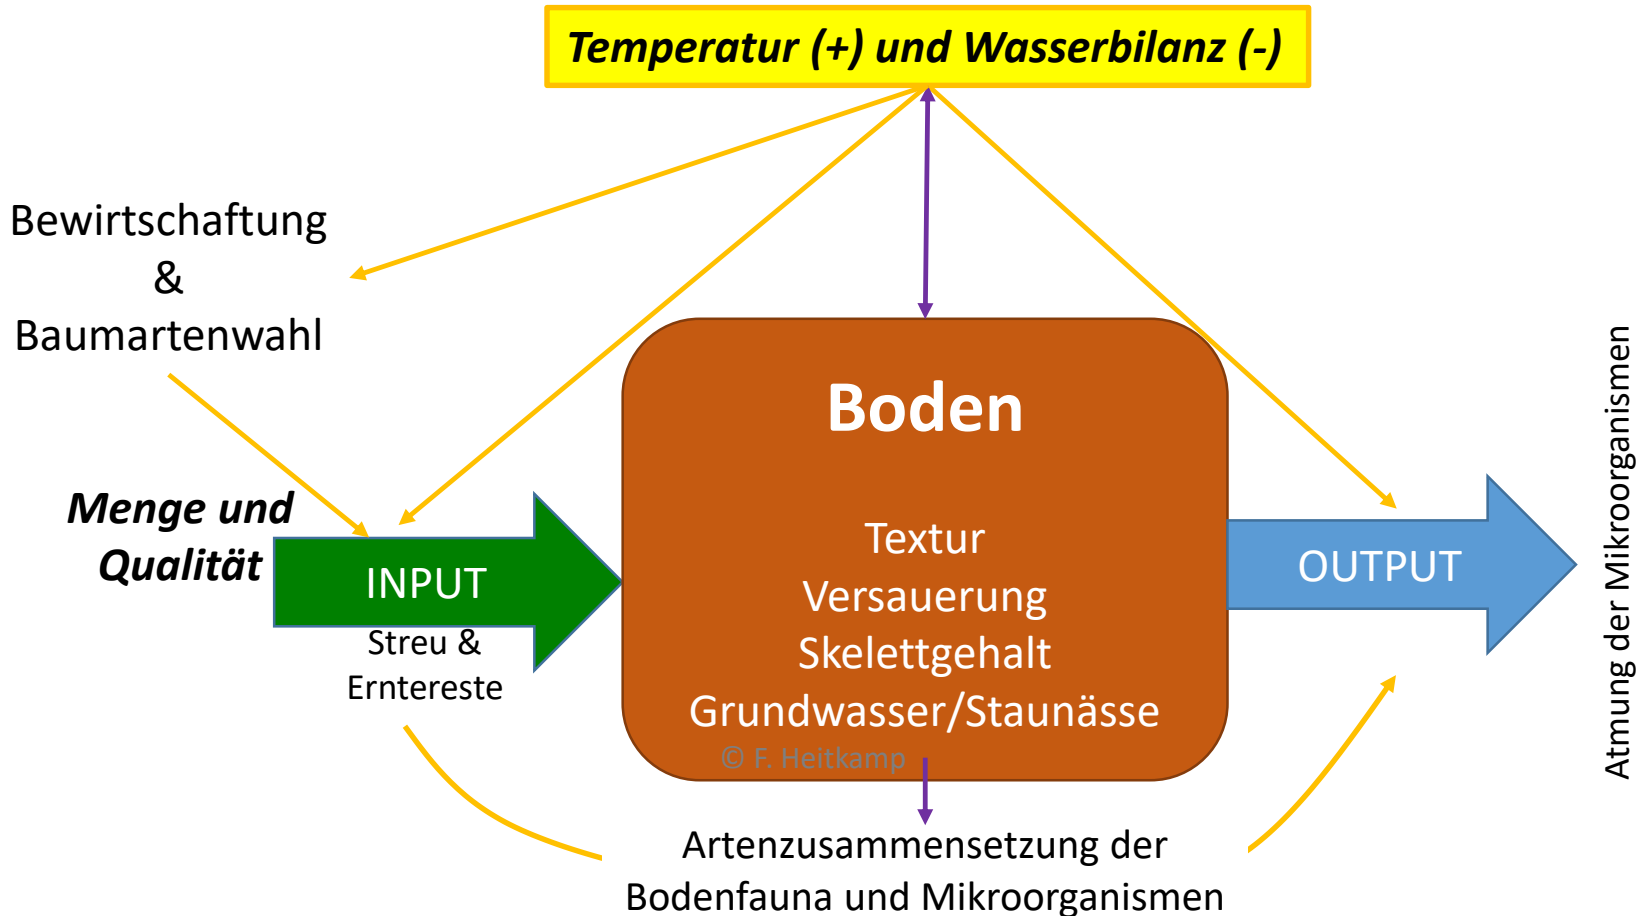 Temperatur (+) und Wasserbilanz (-)
Bewirtschaftung
&
Baumartenwahl
Menge und
Qualität
INPUT
Streu &
Erntereste
Boden
Textur
Versauerung
Skelettgehalt
Grundwasser/Staunässe
© F. Heitkamp
OUTPUT
Atmung der Mikroorganismen
Artenzusammensetzung der
Bodenfauna und Mikroorganismen